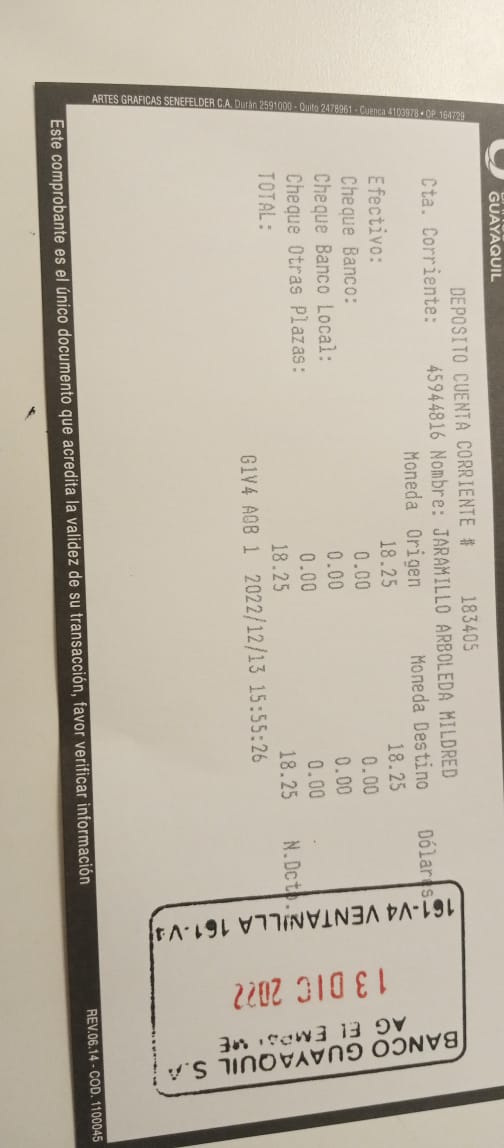 GUAYAQUIL
DEPOSITO CUENTA CORRIENTE # 183405
Cta. Corriente: 45944816 Nombre: JARAMILLO ARBOLEDA MILDRED
Moneda Origen Moneda Destino Dólares
Efectivo: 18.25 18.25
Cheque Banco: 0.00 0.00
Cheque Banco Local: 0.00 0.00
Cheque Otras Plazas: 0.00 0.00
TOTAL: 18.25 18.25 N.Dcto.
G1V4 AOB 1 2022/12/13 15:55:26
BANCO GUAYAQUIL S.A
AG EL EMPALME
13 DIC 2022
161-V4 VENTANILLA 161-V4
ARTES GRAFICAS SENEFELDER C.A. Durán 2591000 - Quito 2478961 - Cuenca 4103978 • OP. 164729
Este comprobante es el único documento que acredita la validez de su transacción, favor verificar información
REV.06.14 - COD. 1100045